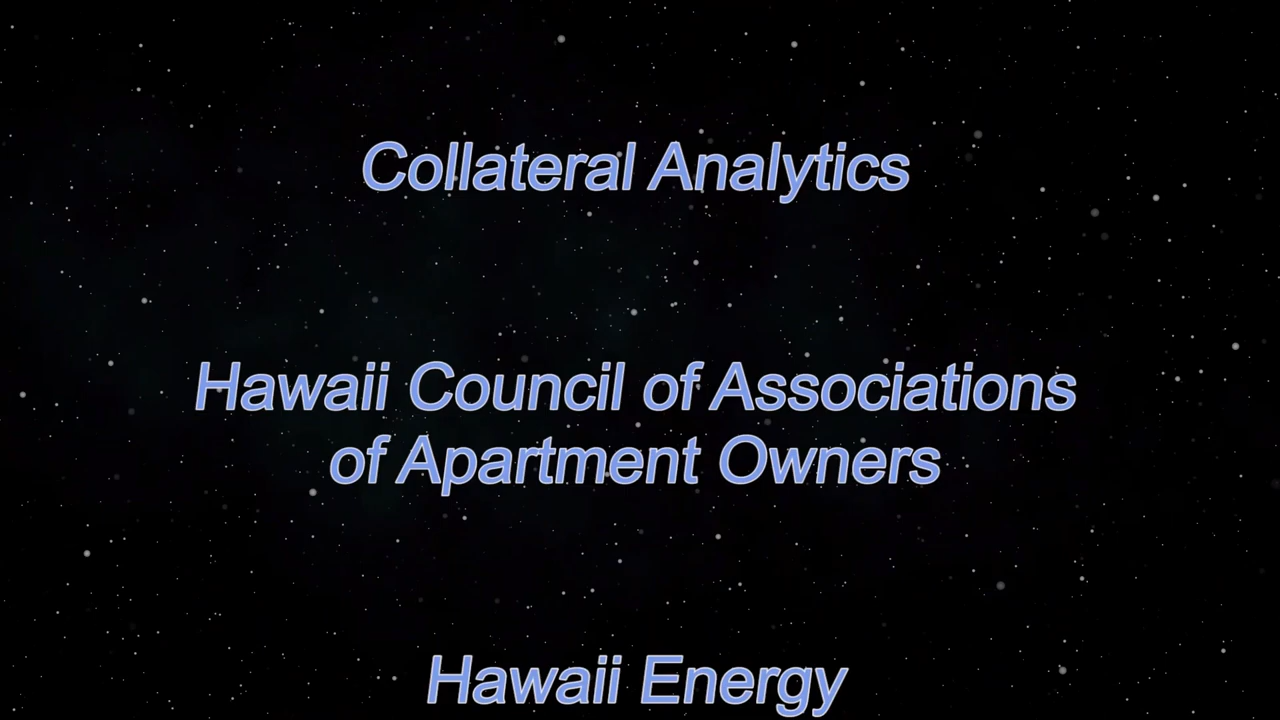 Collateral Analytics
Hawaii Council of Associations
of Apartment Owners
Hawaii Energy